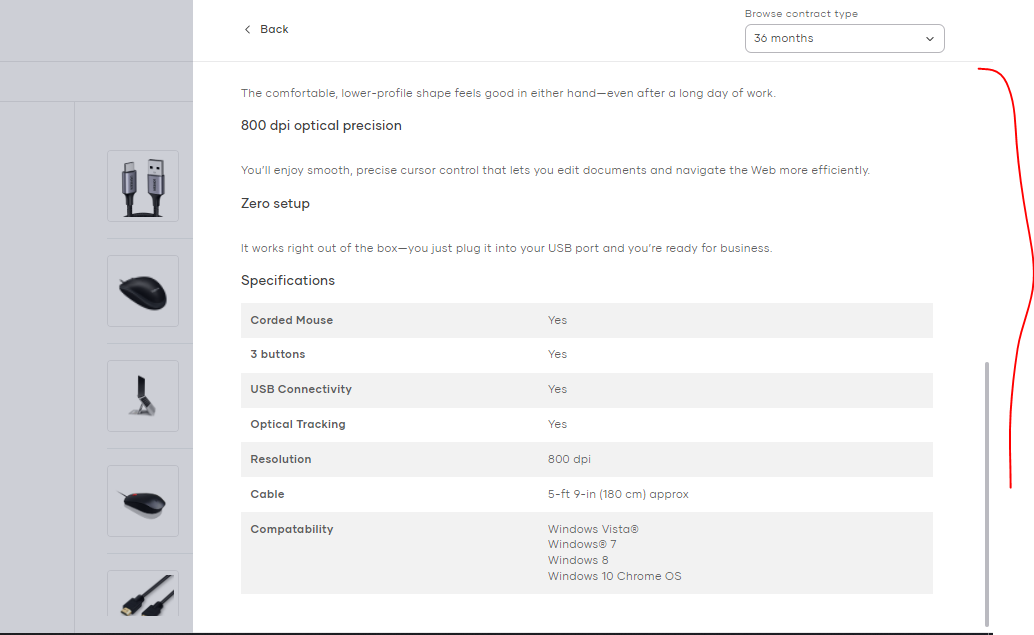 Back
Browse contract type
36 months
The comfortable, lower-profile shape feels good in either hand—even after a long day of work.
800 dpi optical precision
You'll enjoy smooth, precise cursor control that lets you edit documents and navigate the Web more efficiently.
Zero setup
It works right out of the box—you just plug it into your USB port and you're ready for business.
Specifications
Corded Mouse Yes
3 buttons Yes
USB Connectivity Yes
Optical Tracking Yes
Resolution 800 dpi
Cable 5-ft 9-in (180 cm) approx
Compatability Windows Vista®
Windows® 7
Windows 8
Windows 10 Chrome OS